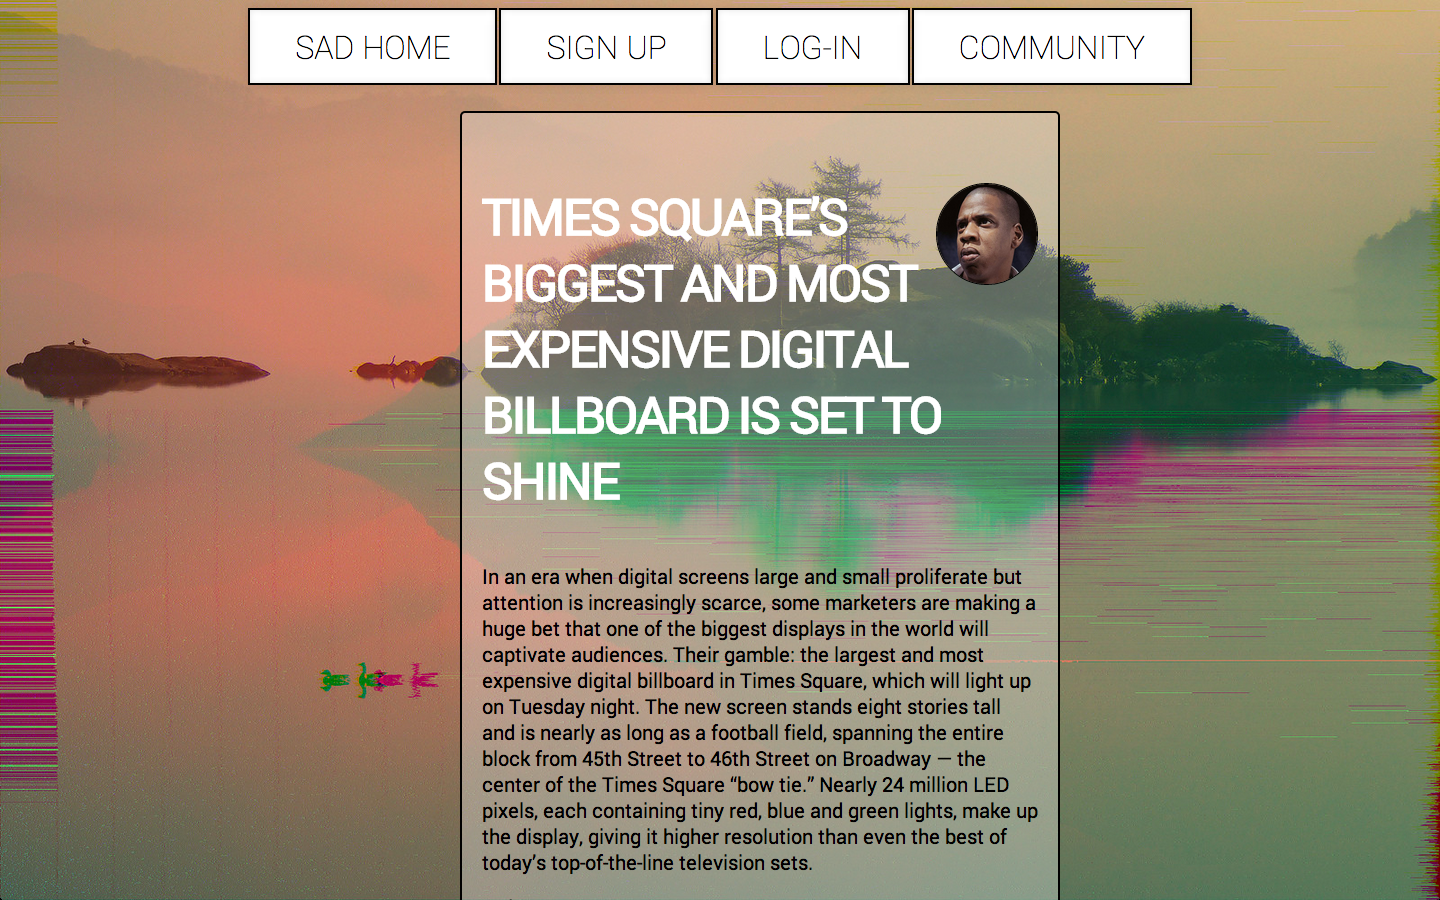 SAD HOME
SIGN UP
LOG-IN
COMMUNITY
TIMES SQUARE’S
BIGGEST AND MOST
EXPENSIVE DIGITAL
BILLBOARD IS SET TO
SHINE
In an era when digital screens large and small proliferate but
attention is increasingly scarce, some marketers are making a
huge bet that one of the biggest displays in the world will
captivate audiences. Their gamble: the largest and most
expensive digital billboard in Times Square, which will light up
on Tuesday night. The new screen stands eight stories tall
and is nearly as long as a football field, spanning the entire
block from 45th Street to 46th Street on Broadway — the
center of the Times Square “bow tie.” Nearly 24 million LED
pixels, each containing tiny red, blue and green lights, make up
the display, giving it higher resolution than even the best of
today’s top-of-the-line television sets.